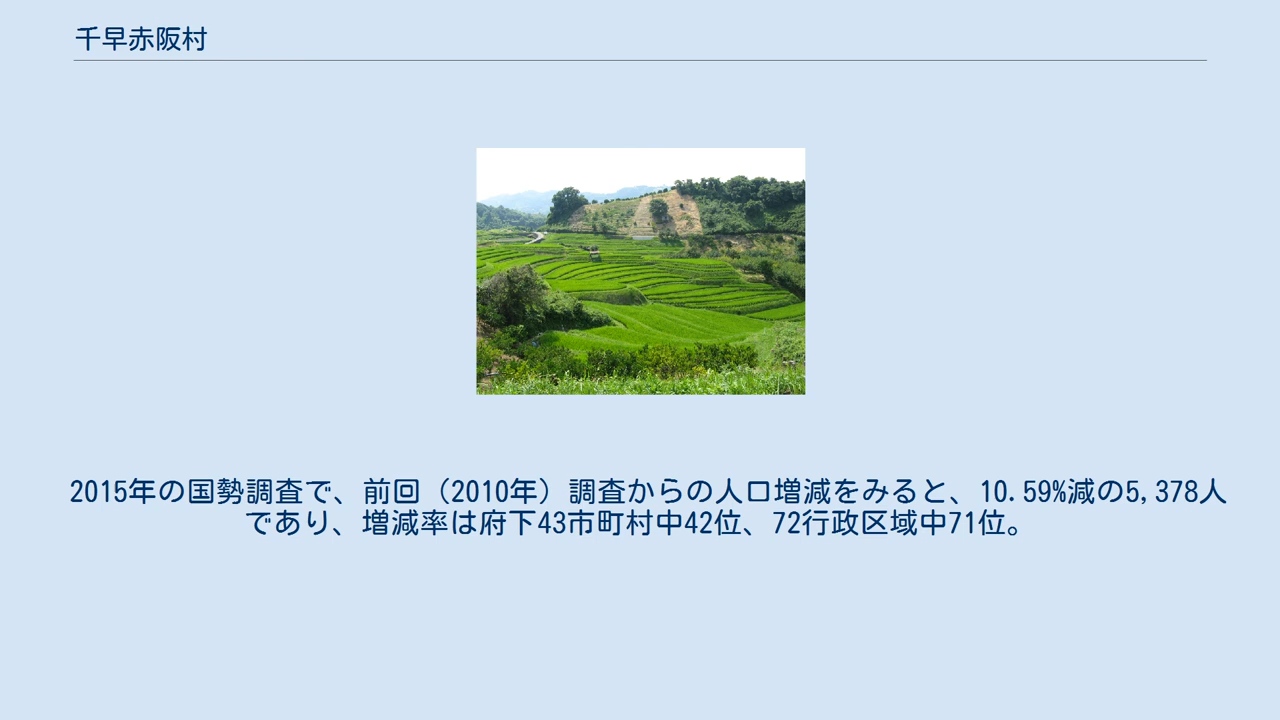 千早赤阪村
2015年の国勢調査で、前回（2010年）調査からの人口増減をみると、10.59%減の5,378人
であり、増減率は府下43市町村中42位、72行政区域中71位。